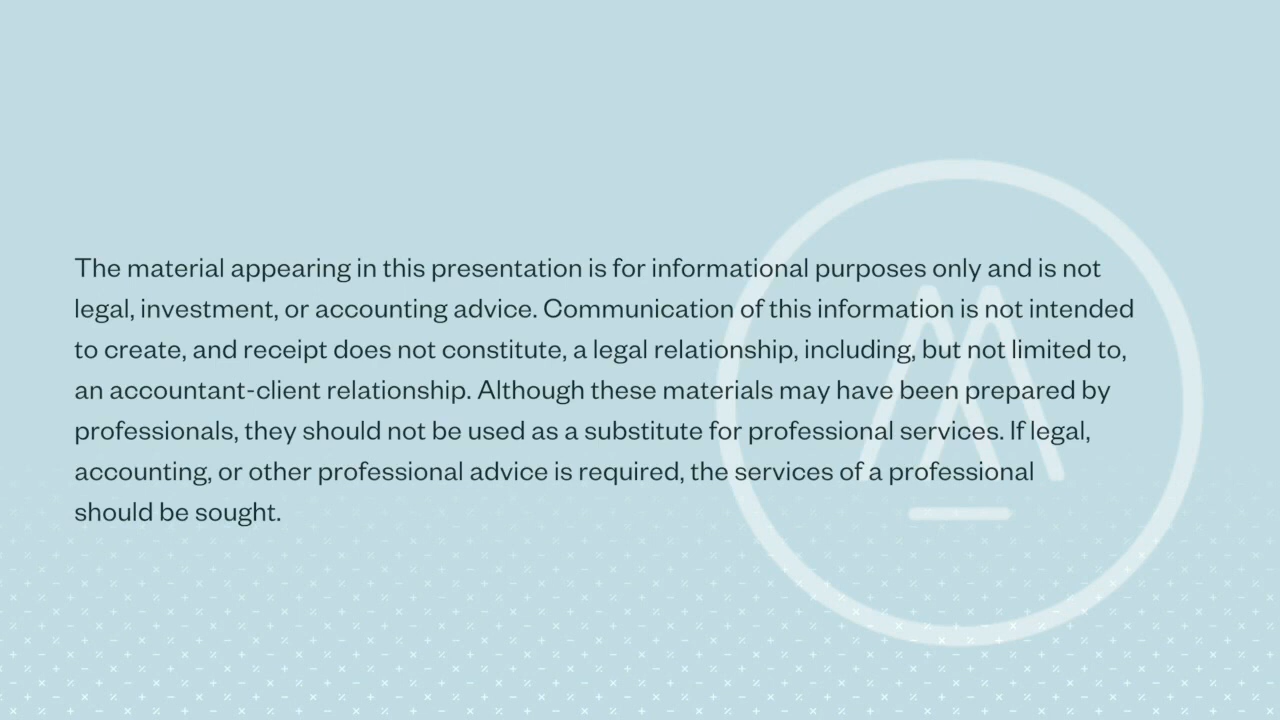 The material appearing in this presentation is for informational purposes only and is not
legal, investment, or accounting advice. Communication of this information is not intended
to create, and receipt does not constitute, a legal relationship, including, but not limited to,
an accountant-client relationship. Although these materials may have been prepared by
professionals, they should not be used as a substitute for professional services. If legal,
accounting, or other professional advice is required, the services of a professional
should be sought.